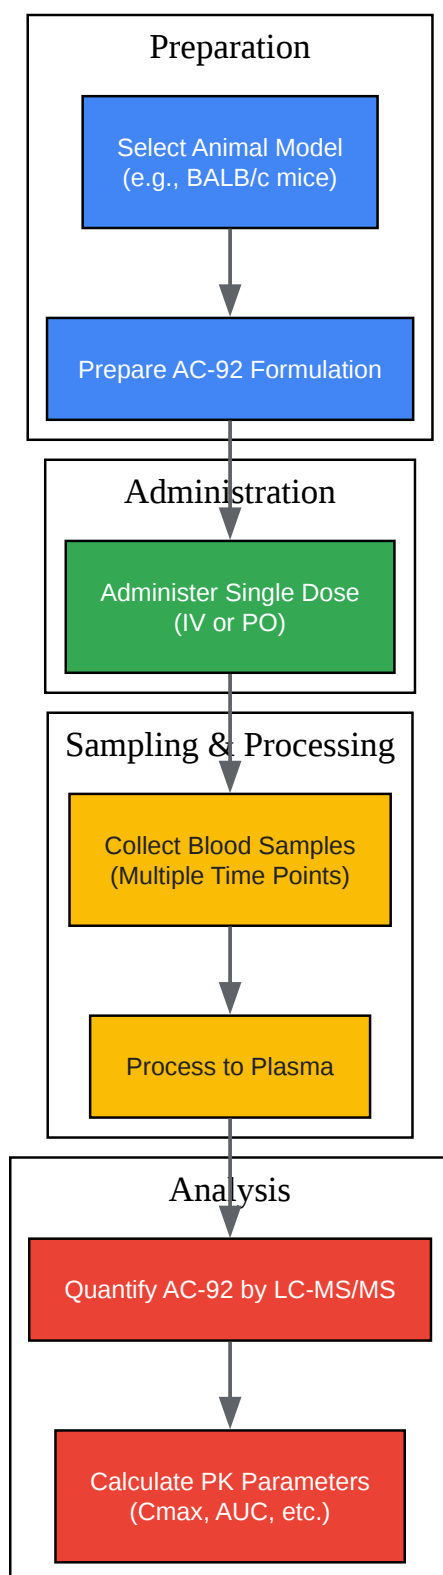 Preparation
Select Animal Model
(e.g., BALB/c mice)
Prepare AC-92 Formulation
Administration
Administer Single Dose
(IV or PO)
Sampling & Processing
Collect Blood Samples
(Multiple Time Points)
Process to Plasma
Analysis
Quantify AC-92 by LC-MS/MS
Calculate PK Parameters
(Cmax, AUC, etc.)